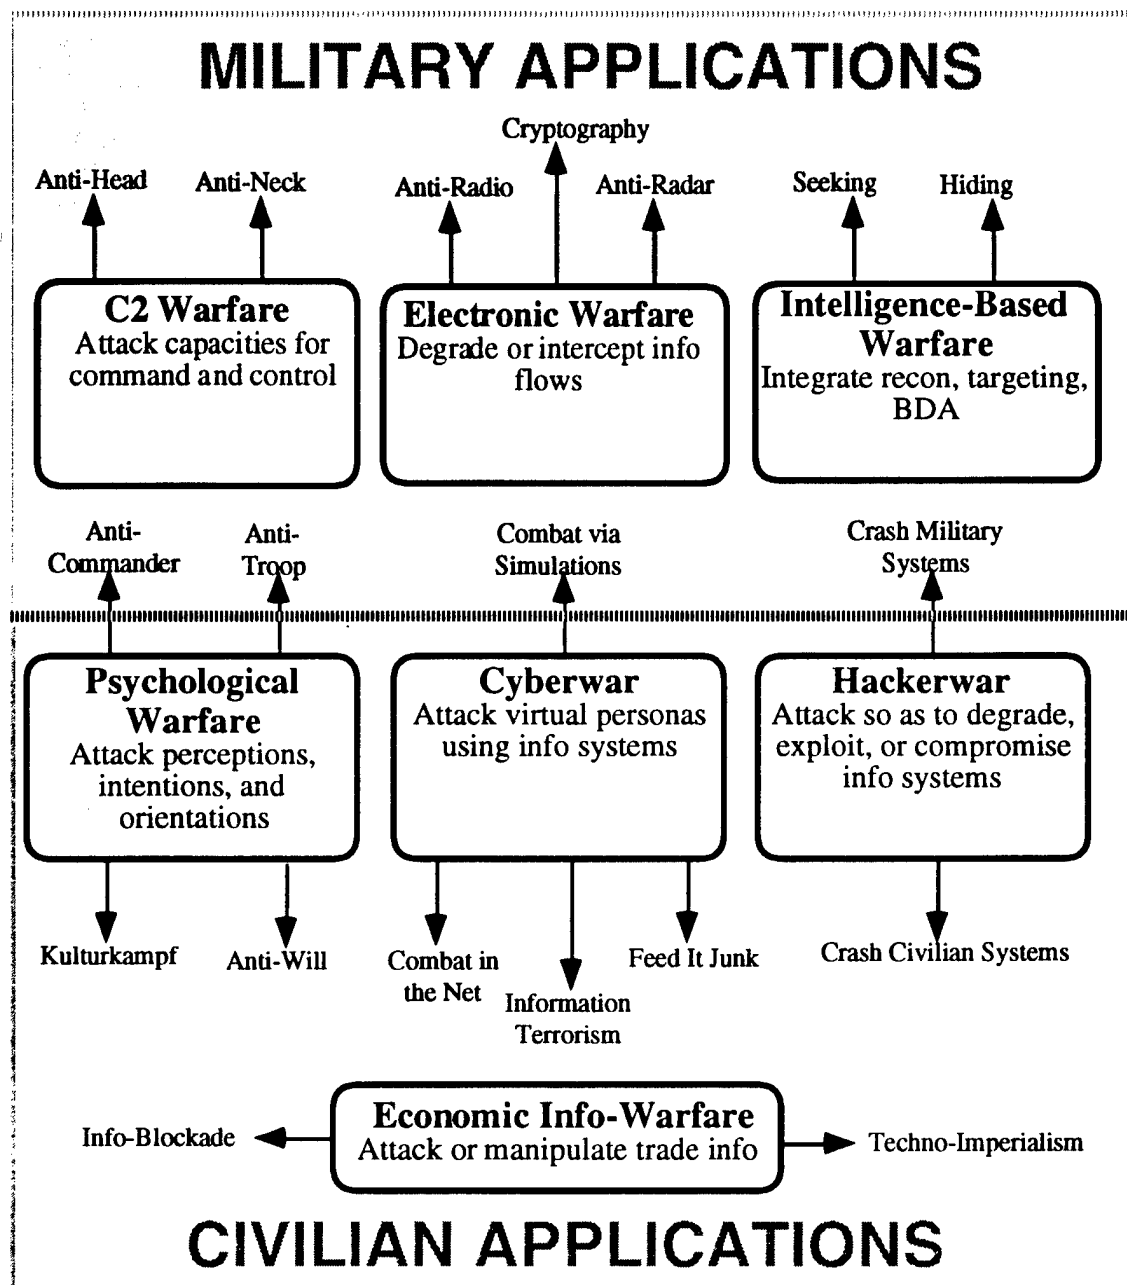 MILITARY APPLICATIONS
Cryptography
Anti-Head
Anti-Neck
Anti-Radio
Anti-Radar
Seeking
Hiding
C2 Warfare
Attack capacities for
command and control
Electronic Warfare
Degrade or intercept info
flows
Intelligence-Based
Warfare
Integrate recon, targeting,
BDA
Anti-
Commander
Anti-
Troop
Combat via
Simulations
Crash Military
Systems
Psychological
Warfare
Attack perceptions,
intentions, and
orientations
Cyberwar
Attack virtual personas
using info systems
Hackerwar
Attack so as to degrade,
exploit, or compromise
info systems
Kulturkampf
Anti-Will
Combat in
the Net
Information
Terrorism
Feed It Junk
Crash Civilian Systems
Economic Info-Warfare
Attack or manipulate trade info
Info-Blockade
Techno-Imperialism
CIVILIAN APPLICATIONS